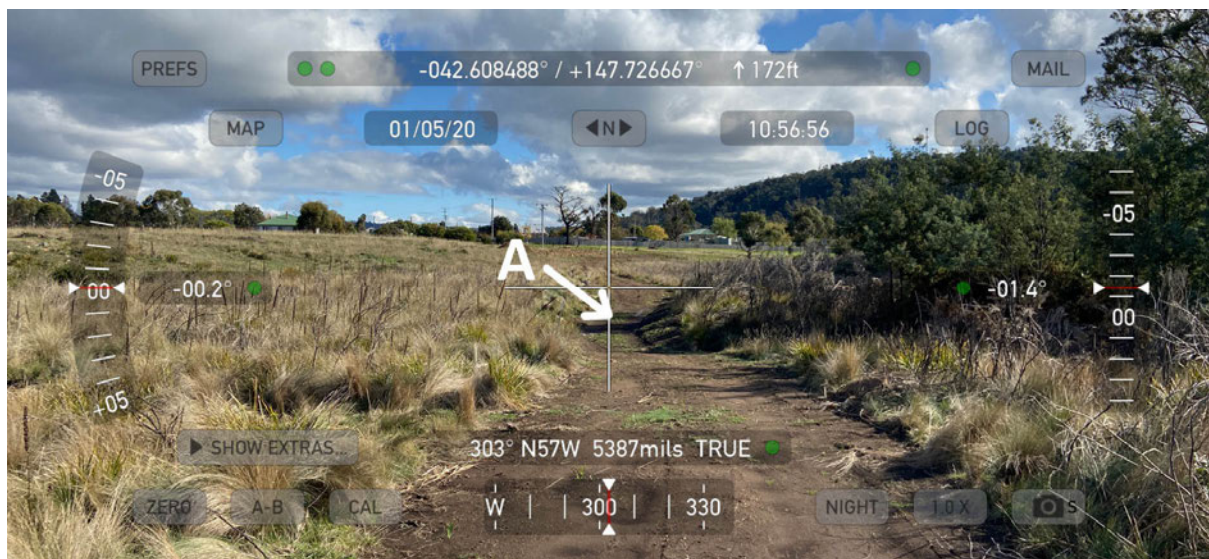 PREFS -042.608488° / +147.726667° ↑ 172ft MAIL
MAP 01/05/20 ◀N▶ 10:56:56 LOG
-05
-05
A
00 -00.2° -01.4°
00
+05
▶ SHOW EXTRAS... 303° N57W 5387mils TRUE
ZERO A-B CAL W 300 330 NIGHT 1.0 X S